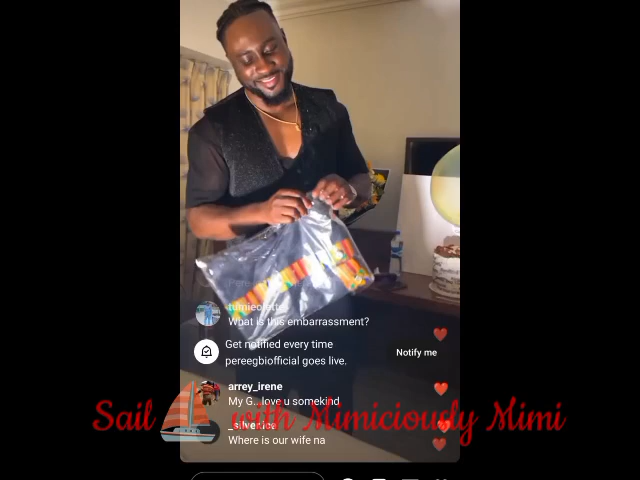 What is this embarrassment?
Get notified every time
pereegbiofficial goes live.
Notify me
arrey_irene
My G.. love u somekind
Sail with Mimiciously Mimi
Where is our wife na